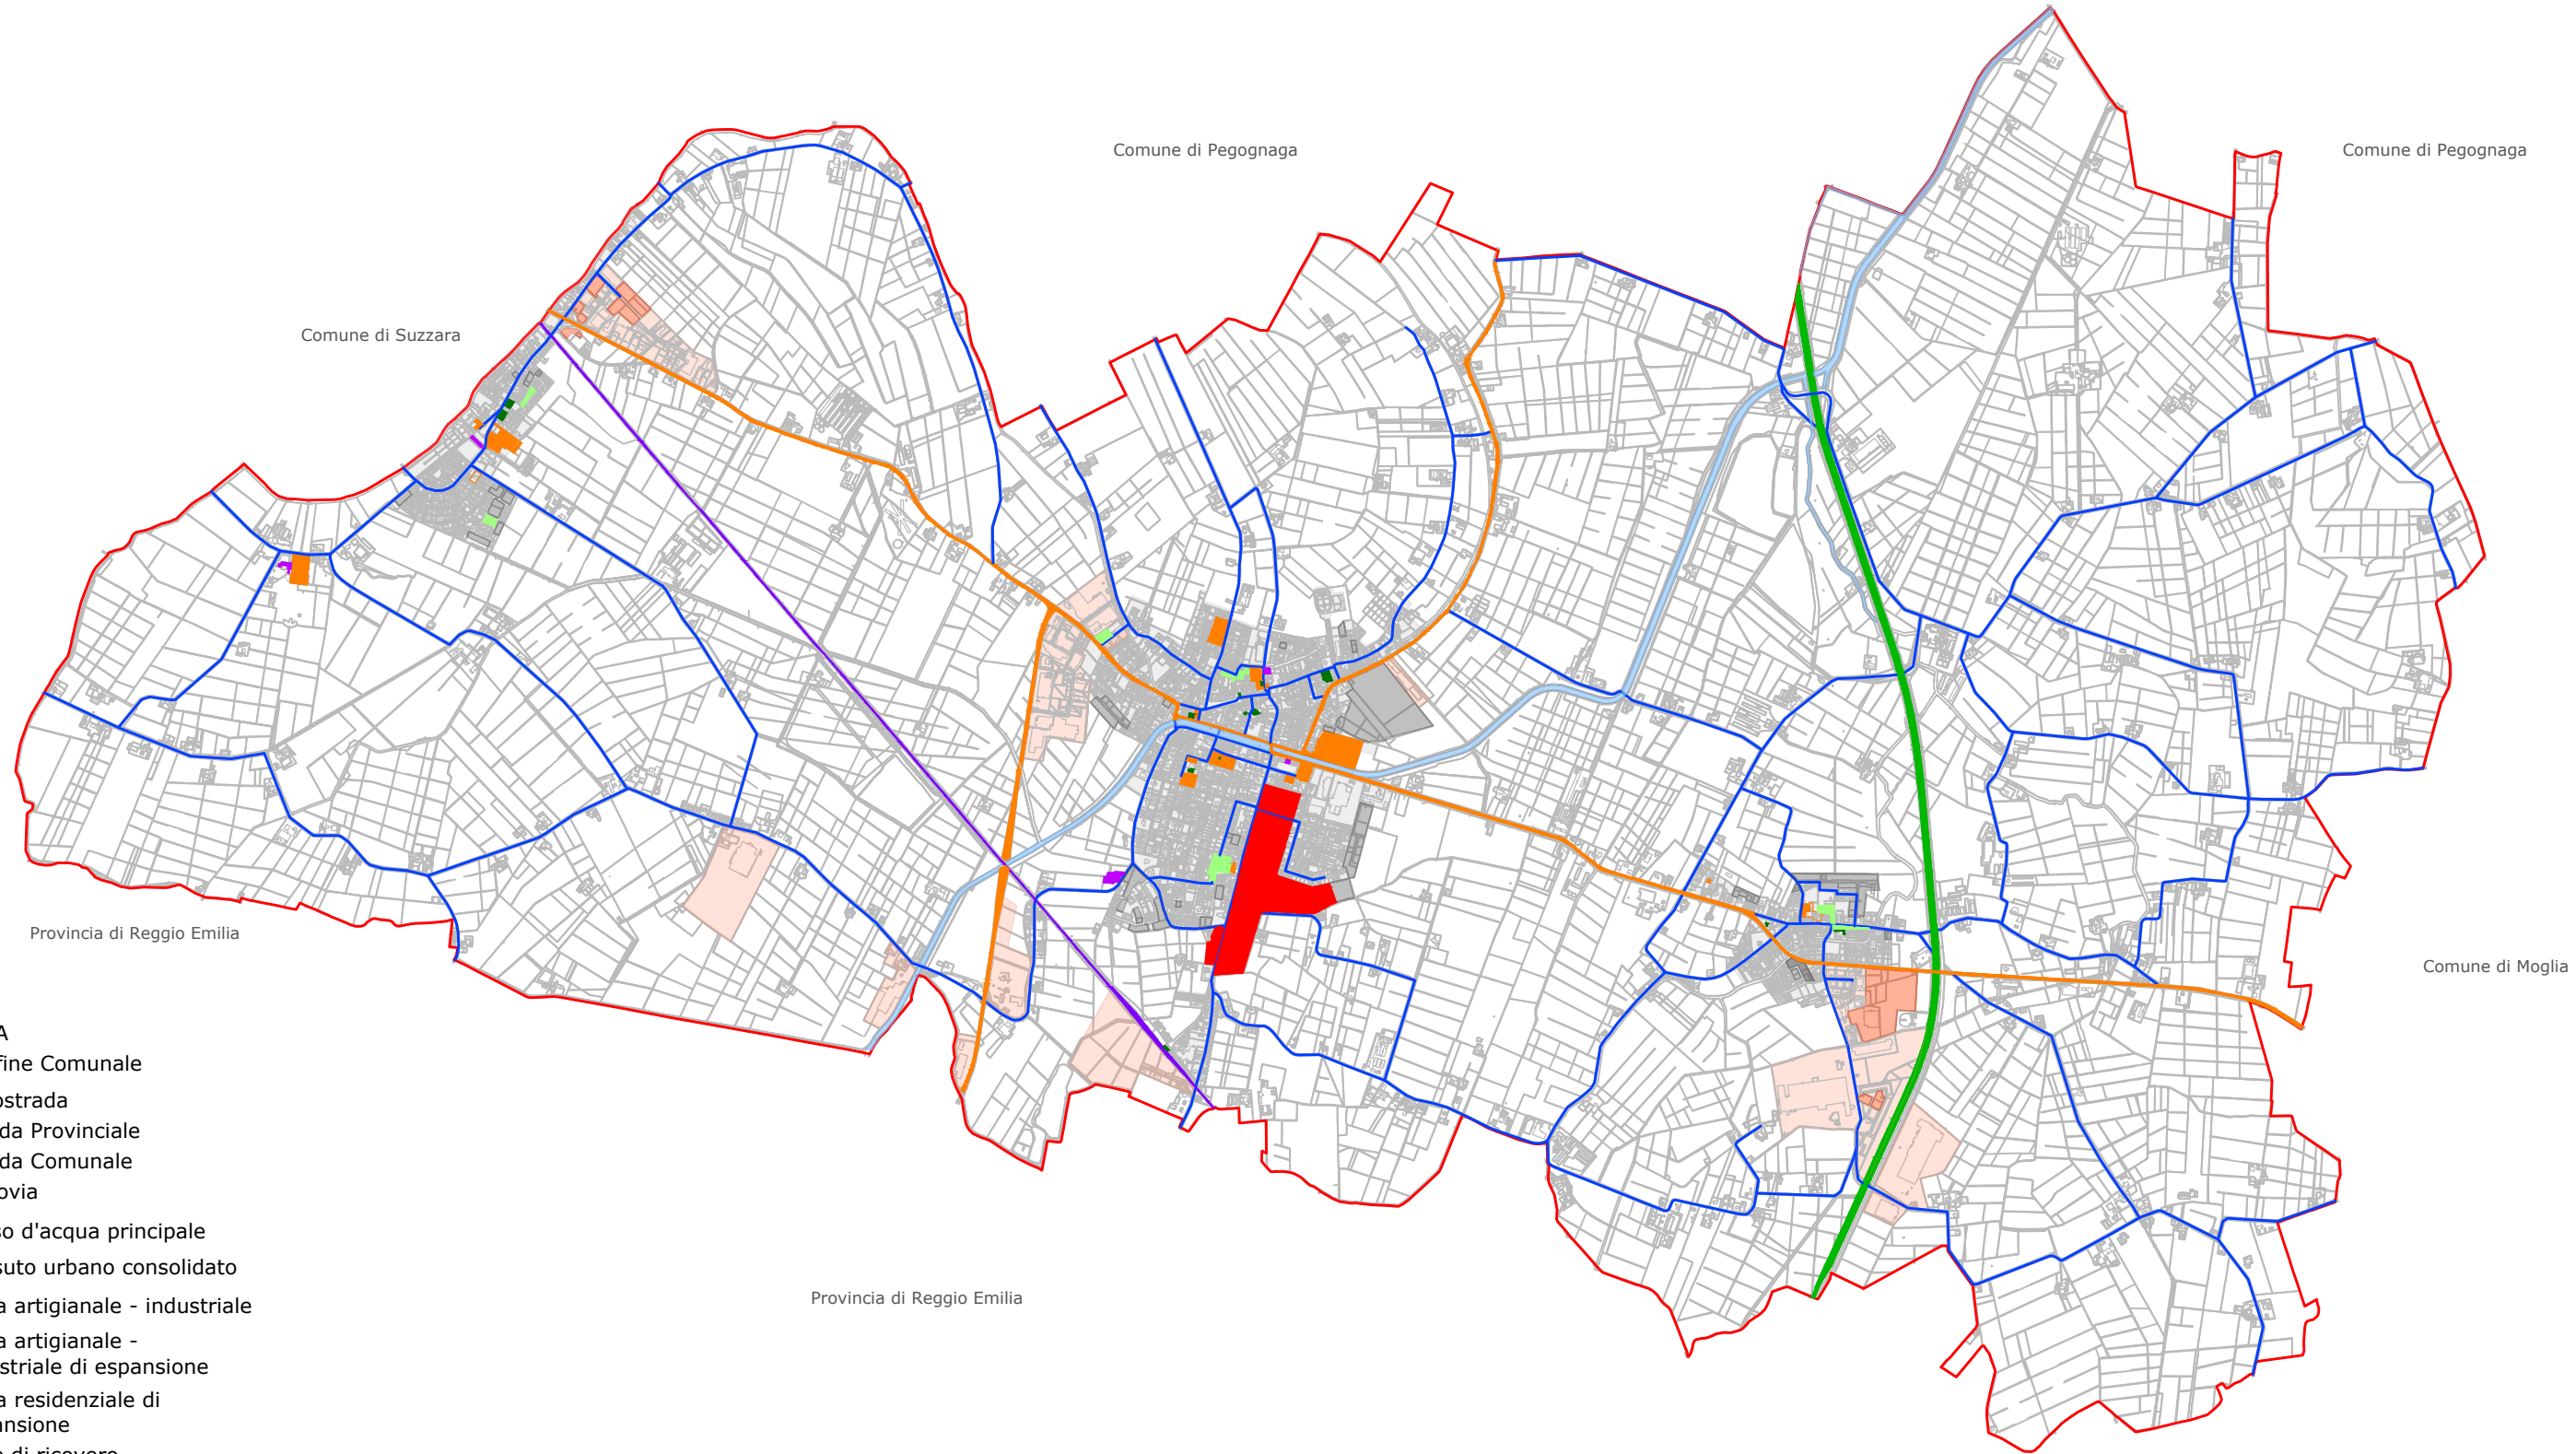 Comune di Pegognaga
Comune di Pegognaga
Comune di Suzzara
Provincia di Reggio Emilia
Comune di Moglia
Provincia di Reggio Emilia
A
fine Comunale
ostrada
da Provinciale
da Comunale
ovia
so d'acqua principale
suto urbano consolidato
a artigianale - industriale
a artigianale -
striale di espansione
a residenziale di
ansione
di ricovero